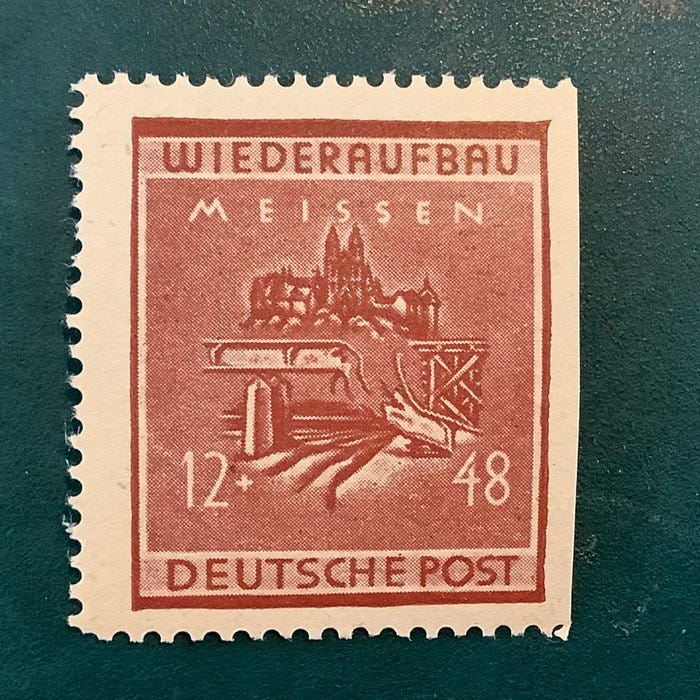 WIEDERAUFBAU
MEISSEN
12+ 48
DEUTSCHE POST